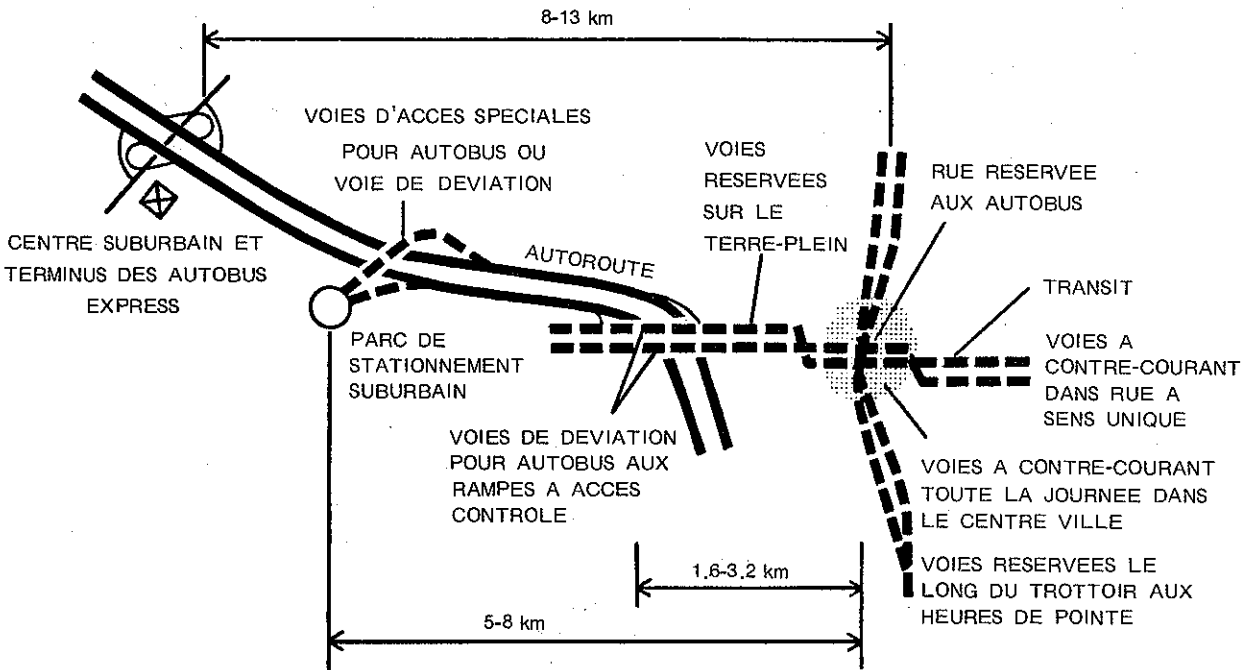 8-13 km
VOIES D'ACCES SPECIALES
POUR AUTOBUS OU
VOIE DE DEVIATION
VOIES
RESERVEES
SUR LE
TERRE-PLEIN
RUE RESERVEE
AUX AUTOBUS
CENTRE SUBURBAIN ET
TERMINUS DES AUTOBUS
EXPRESS
AUTOROUTE
TRANSIT
PARC DE
STATIONNEMENT
SUBURBAIN
VOIES A
CONTRE-COURANT
DANS RUE A
SENS UNIQUE
VOIES DE DEVIATION
POUR AUTOBUS AUX
RAMPES A ACCES
CONTROLE
VOIES A CONTRE-COURANT
TOUTE LA JOURNEE DANS
LE CENTRE VILLE
VOIES RESERVEES LE
LONG DU TROTTOIR AUX
HEURES DE POINTE
1.6-3.2 km
5-8 km